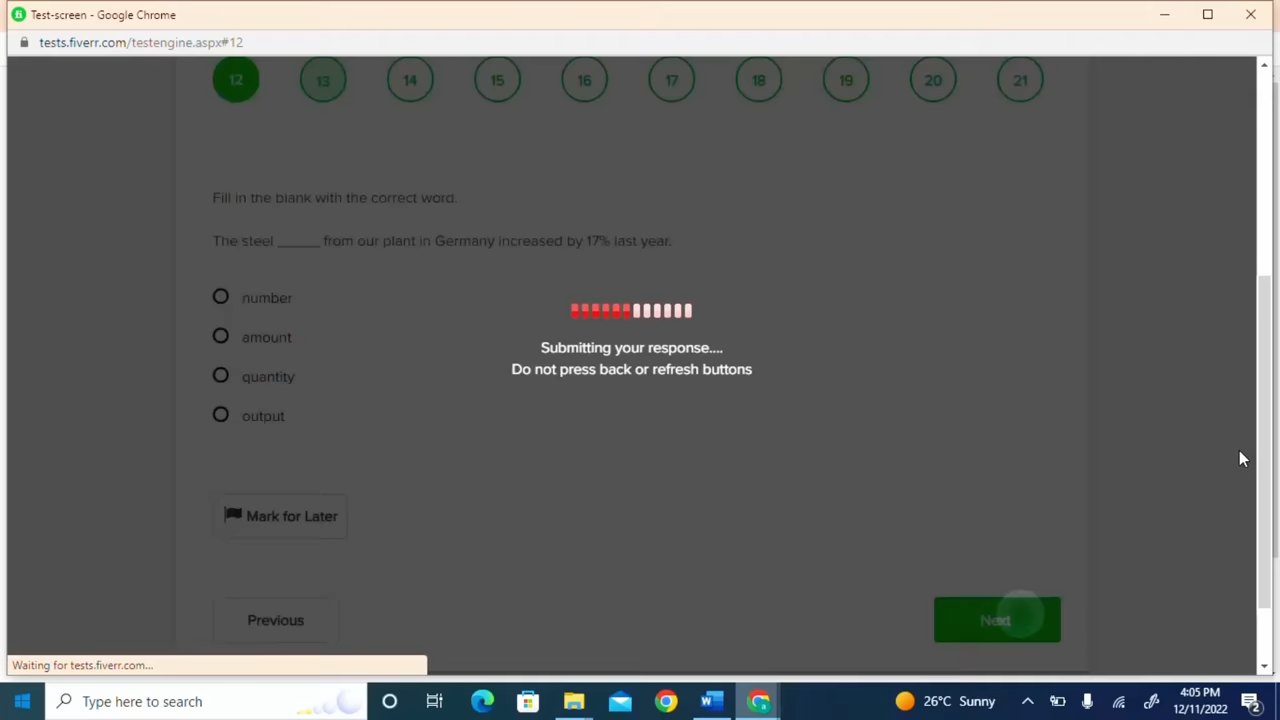 Test-screen - Google Chrome
tests.fiverr.com/testengine.aspx#12
12 13 14 15 16 17 18 19 20 21
Fill in the blank with the correct word.
The steel ______ from our plant in Germany increased by 17% last year.
number
amount
quantity
output
Submitting your response....
Do not press back or refresh buttons
Mark for Later
Previous
Next
Waiting for tests.fiverr.com...
Type here to search
26°C Sunny
4:05 PM
12/11/2022
2